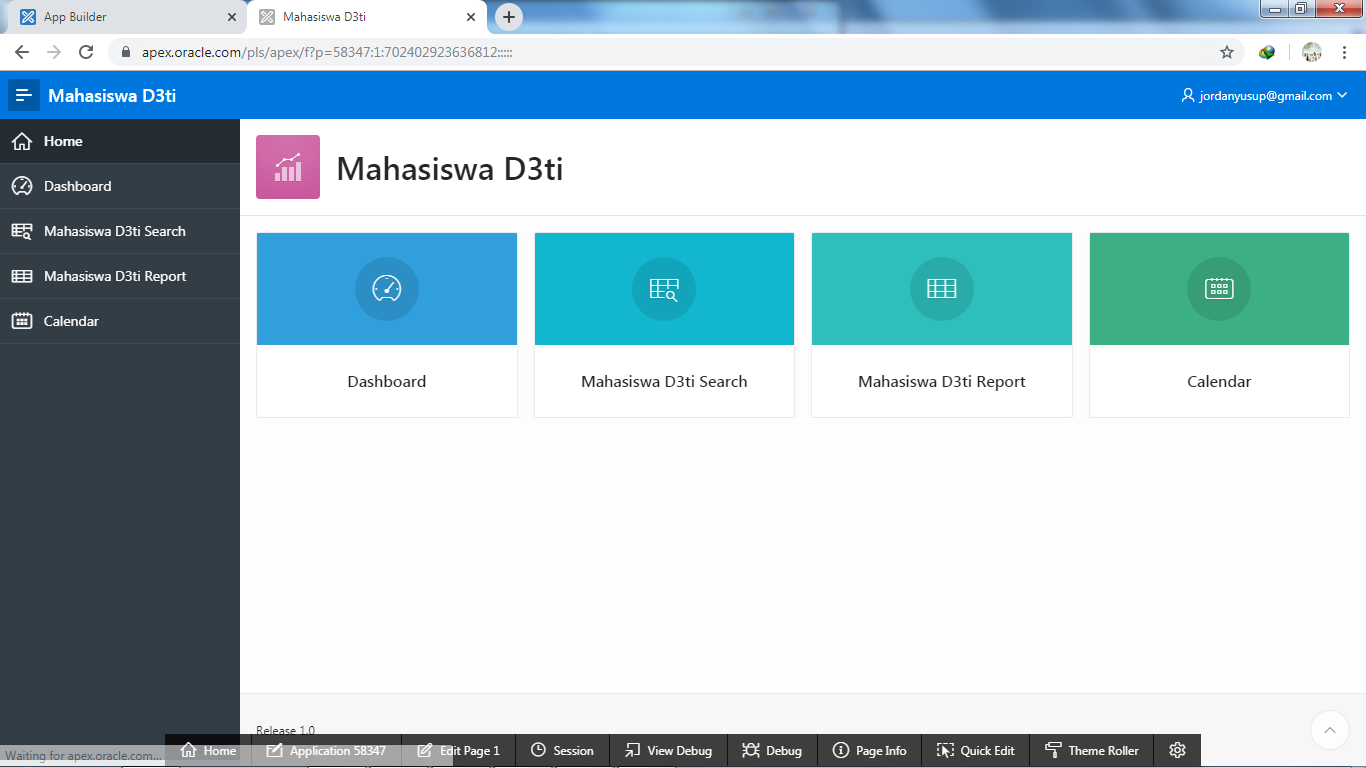 App Builder
Mahasiswa D3ti
apex.oracle.com/pls/apex/f?p=58347:1:702402923636812:::::
Mahasiswa D3ti
jordanyusup@gmail.com
Home
Dashboard
Mahasiswa D3ti Search
Mahasiswa D3ti Report
Calendar
Mahasiswa D3ti
Dashboard
Mahasiswa D3ti Search
Mahasiswa D3ti Report
Calendar
Release 1.0
Waiting for apex.oracle.com...
Home
Application 58347
Edit Page 1
Session
View Debug
Debug
Page Info
Quick Edit
Theme Roller